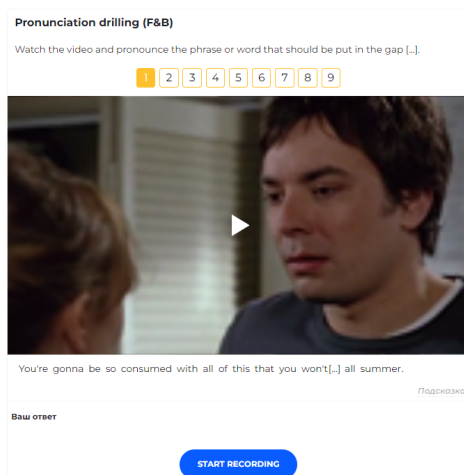 Pronunciation drilling (F&B)
Watch the video and pronounce the phrase or word that should be put in the gap [...].
1 2 3 4 5 6 7 8 9
You're gonna be so consumed with all of this that you won't[...] all summer.
Подсказка
Ваш ответ
START RECORDING